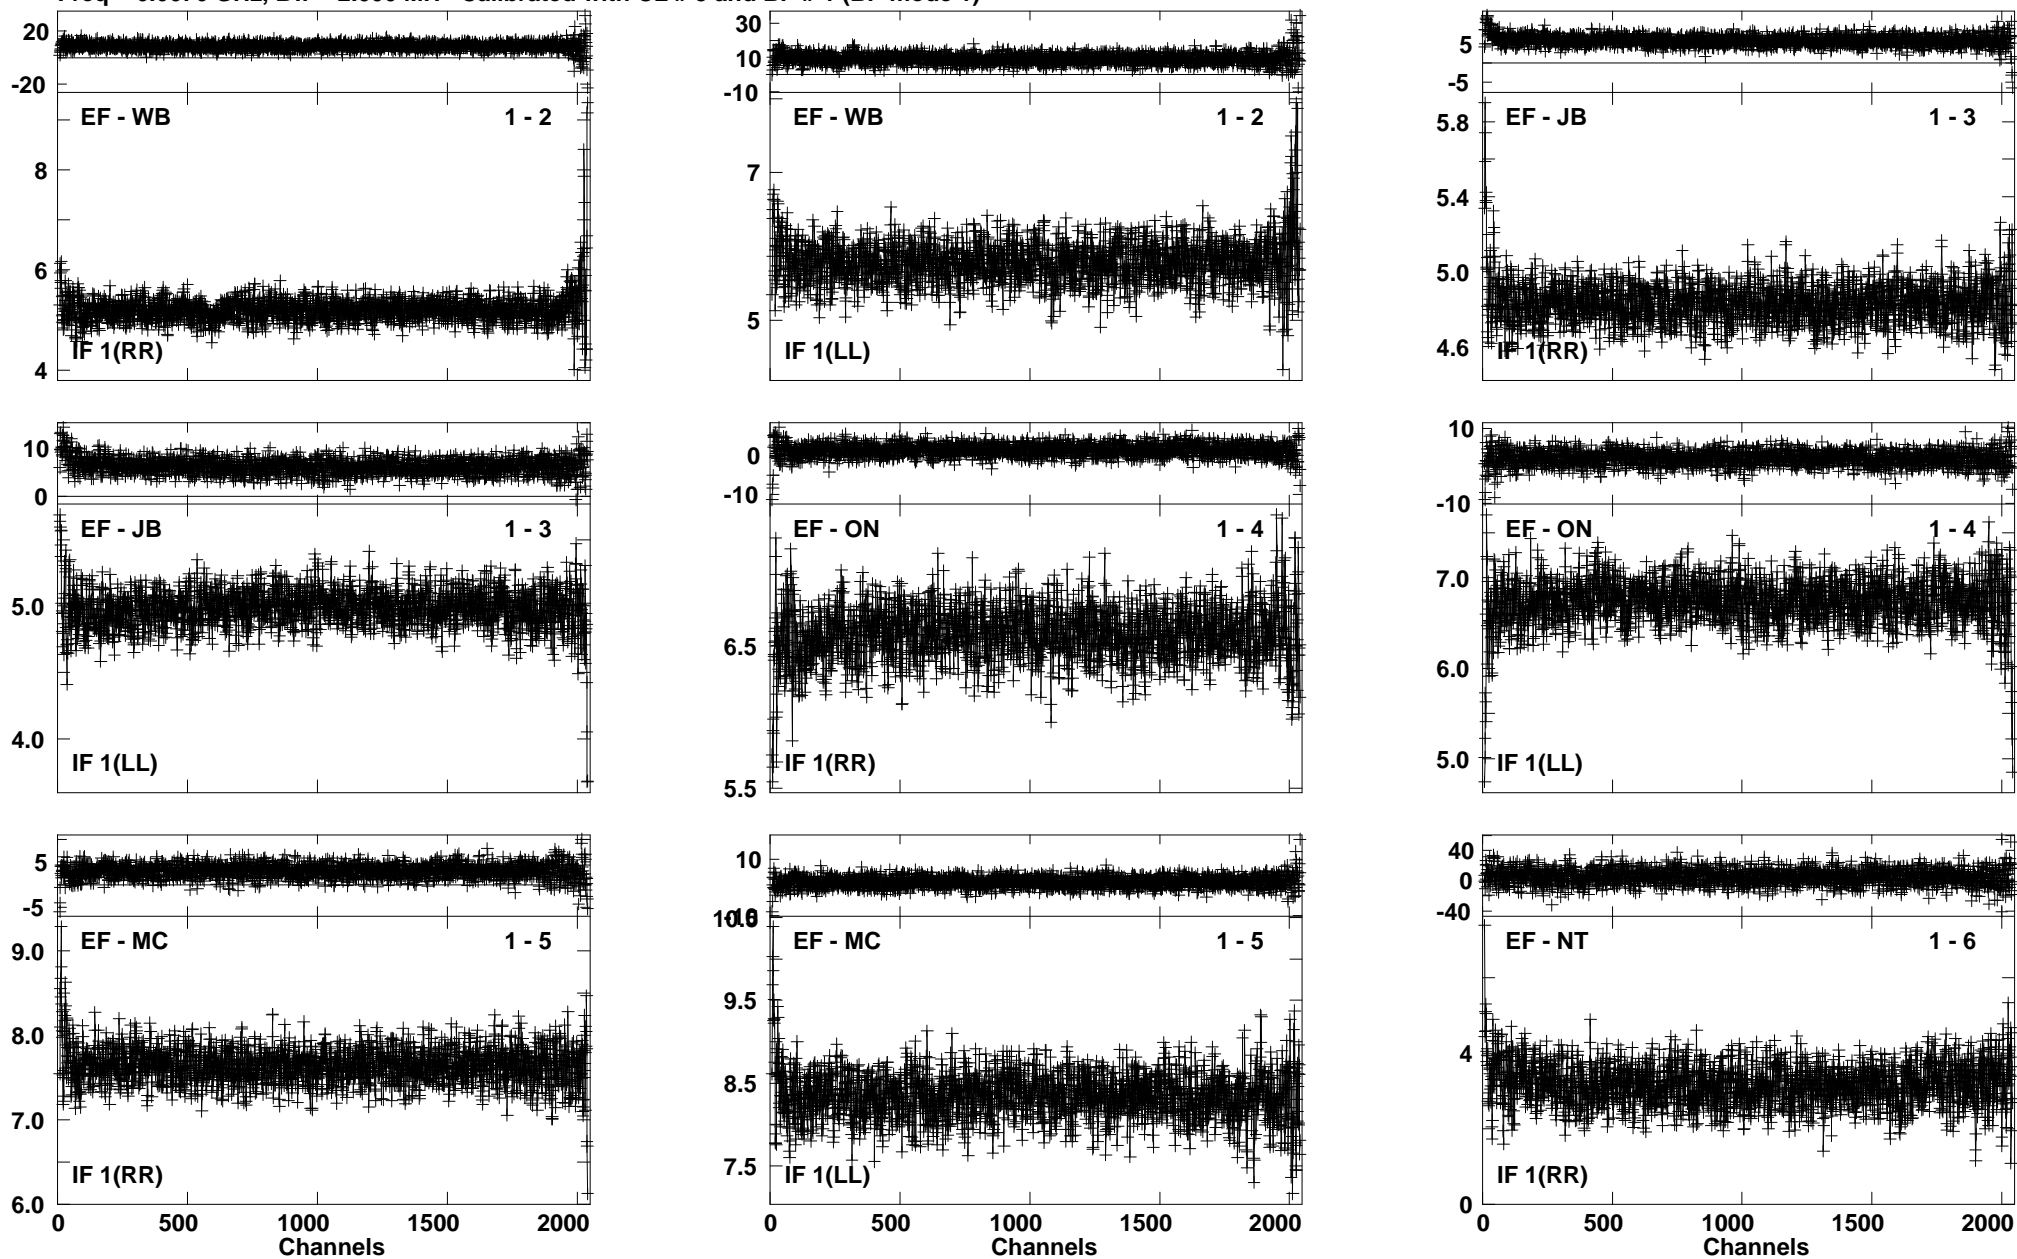 20
-20
EF - WB 1 - 2
8
6
4
IF 1(RR)
30
10
-10
EF - WB 1 - 2
7
5
IF 1(LL)
5
-5
EF - JB 1 - 3
5.8
5.4
5.0
4.6
IF 1(RR)
10
0
EF - JB 1 - 3
5.0
4.0
IF 1(LL)
0
-10
EF - ON 1 - 4
6.5
5.5
IF 1(RR)
10
-10
EF - ON 1 - 4
7.0
6.0
5.0
IF 1(LL)
5
-5
EF - MC 1 - 5
9.0
8.0
7.0
6.0
IF 1(RR)
0 500 1000 1500 2000
Channels
10
EF - MC 1 - 5
9.5
8.5
7.5
IF 1(LL)
0 500 1000 1500 2000
Channels
40
0
-40
EF - NT 1 - 6
4
0
IF 1(RR)
0 500 1000 1500 2000
Channels